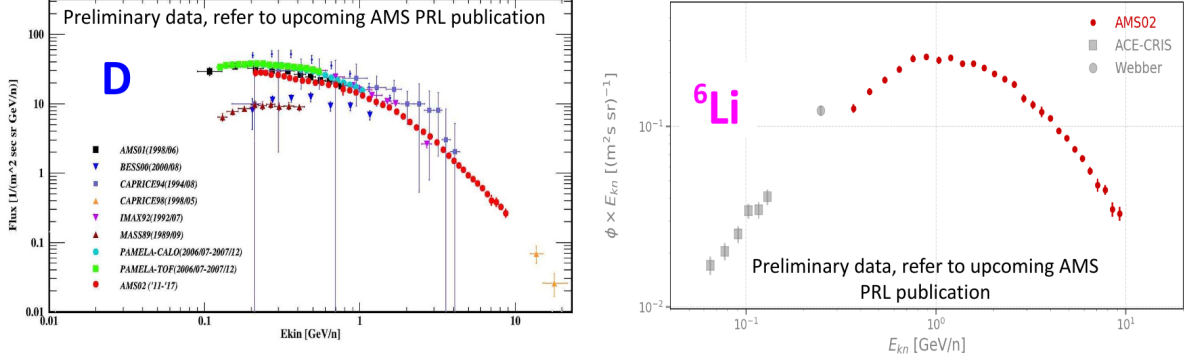 Preliminary data, refer to upcoming AMS PRL publication
Flux [1/(m^2 sec sr GeV/n)]
100
10
1
0.1
0.01
D
AMS01(1998/06)
BESS00(2000/08)
CAPRICE94(1994/08)
CAPRICE98(1998/05)
IMAX92(1992/07)
MASS89(1989/09)
PAMELA-CALO(2006/07-2007/12)
PAMELA-TOF(2006/07-2007/12)
AMS02 ('11-'17)
0.01 0.1 1 10
Ekin [GeV/n]
AMS02
ACE-CRIS
Webber
⁶Li
ϕ × E_kn [(m²s sr)⁻¹]
10⁻¹
10⁻²
Preliminary data, refer to upcoming AMS
PRL publication
10⁻¹ 10⁰ 10¹
E_kn [GeV/n]